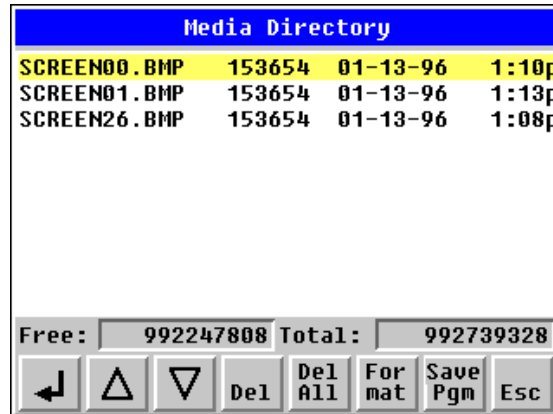 Media Directory
SCREEN00.BMP 153654 01-13-96 1:10p
SCREEN01.BMP 153654 01-13-96 1:13p
SCREEN26.BMP 153654 01-13-96 1:08p
Free: 992247808 Total: 992739328
Del Del All For mat Save Pgm Esc